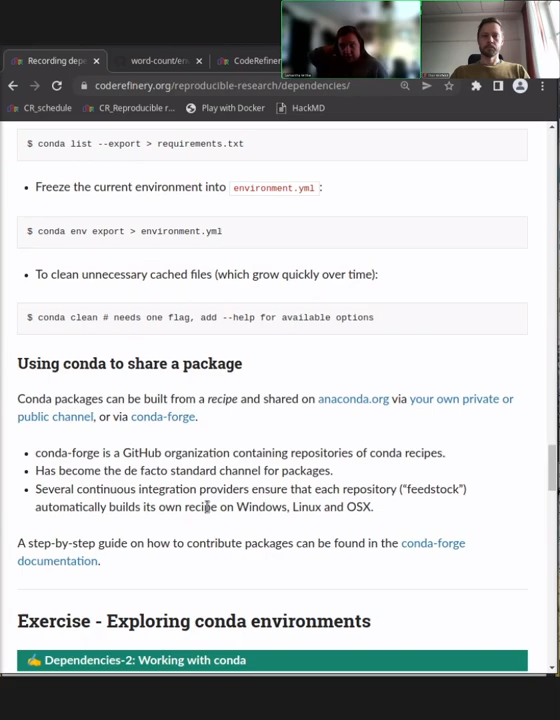 Recording depe
word-count/en
CodeRefiner
coderefinery.org/reproducible-research/dependencies/
CR_schedule
CR_Reproducible r...
Play with Docker
HackMD
$ conda list --export > requirements.txt
• Freeze the current environment into environment.yml :
$ conda env export > environment.yml
• To clean unnecessary cached files (which grow quickly over time):
$ conda clean # needs one flag, add --help for available options
Using conda to share a package
Conda packages can be built from a recipe and shared on anaconda.org via your own private or
public channel, or via conda-forge.
• conda-forge is a GitHub organization containing repositories of conda recipes.
• Has become the de facto standard channel for packages.
• Several continuous integration providers ensure that each repository (“feedstock”)
automatically builds its own recipe on Windows, Linux and OSX.
A step-by-step guide on how to contribute packages can be found in the conda-forge
documentation.
Exercise - Exploring conda environments
✍ Dependencies-2: Working with conda